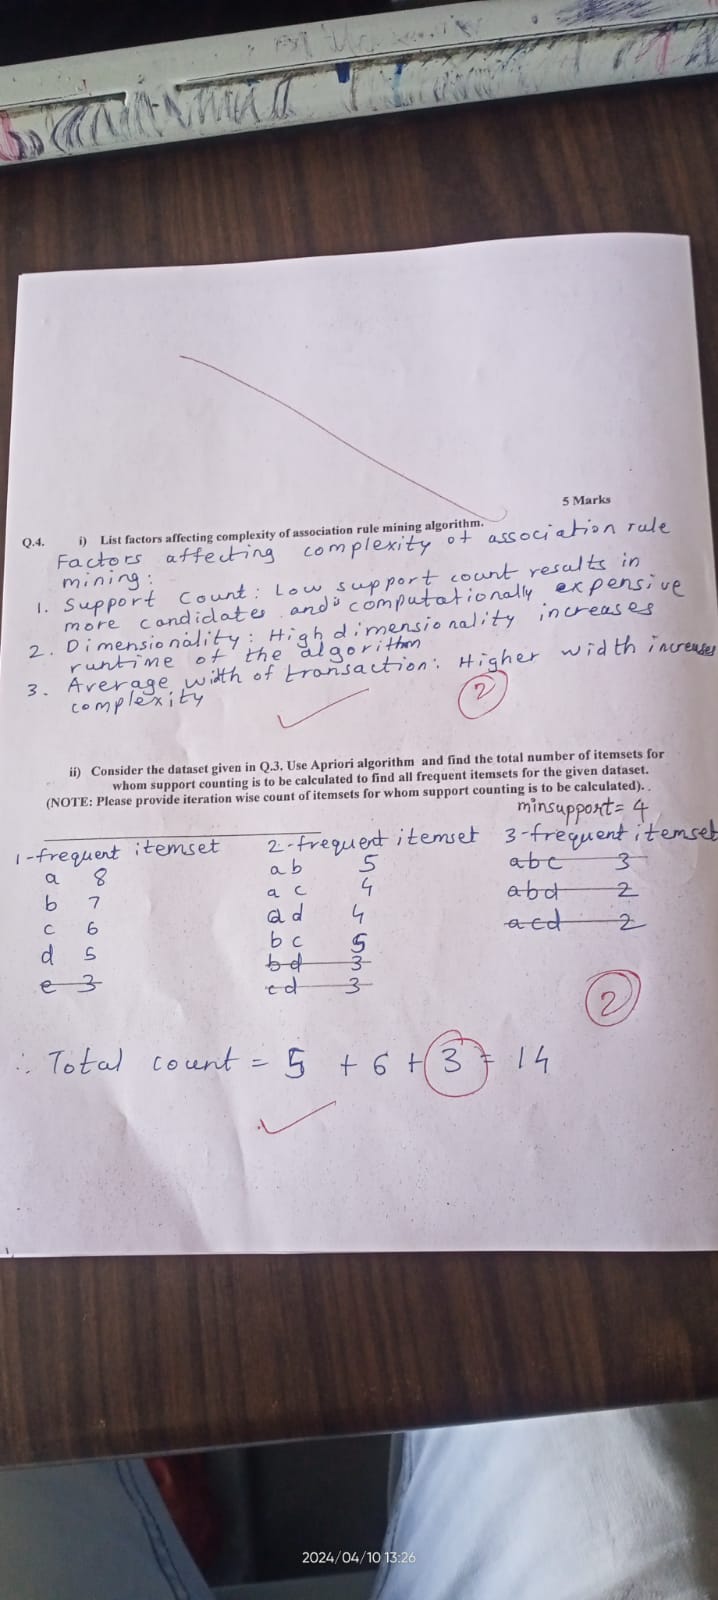 5 Marks
Q.4. i) List factors affecting complexity of association rule mining algorithm.
Factors affecting complexity of association rule
mining:
1. Support count: Low support count results in
more candidates and computationally expensive
2. Dimensionality: High dimensionality increases
runtime of the algorithm
3. Average width of transaction: Higher width increases
complexity
2
ii) Consider the dataset given in Q.3. Use Apriori algorithm and find the total number of itemsets for
whom support counting is to be calculated to find all frequent itemsets for the given dataset.
(NOTE: Please provide iteration wise count of itemsets for whom support counting is to be calculated). .
minsupport = 4
1-frequent itemset 2-frequent itemset 3-frequent itemset
a 8 ab 5 abc 3
b 7 a c 4 abd 2
c 6 ad 4 acd 2
d 5 bc 5
e 3 bd 3
cd 3
2
∴ Total count = 5 + 6 + 3 = 14
2024/04/10 13:26